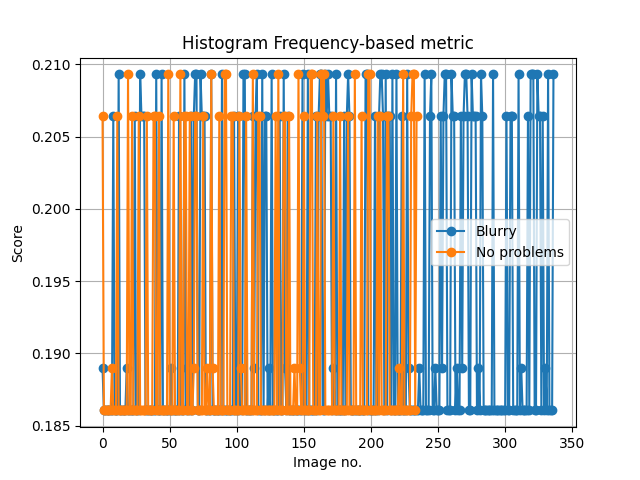 Histogram Frequency-based metric
0.210
0.205
0.200
0.195
0.190
0.185
Score
Blurry
No problems
0 50 100 150 200 250 300 350
Image no.